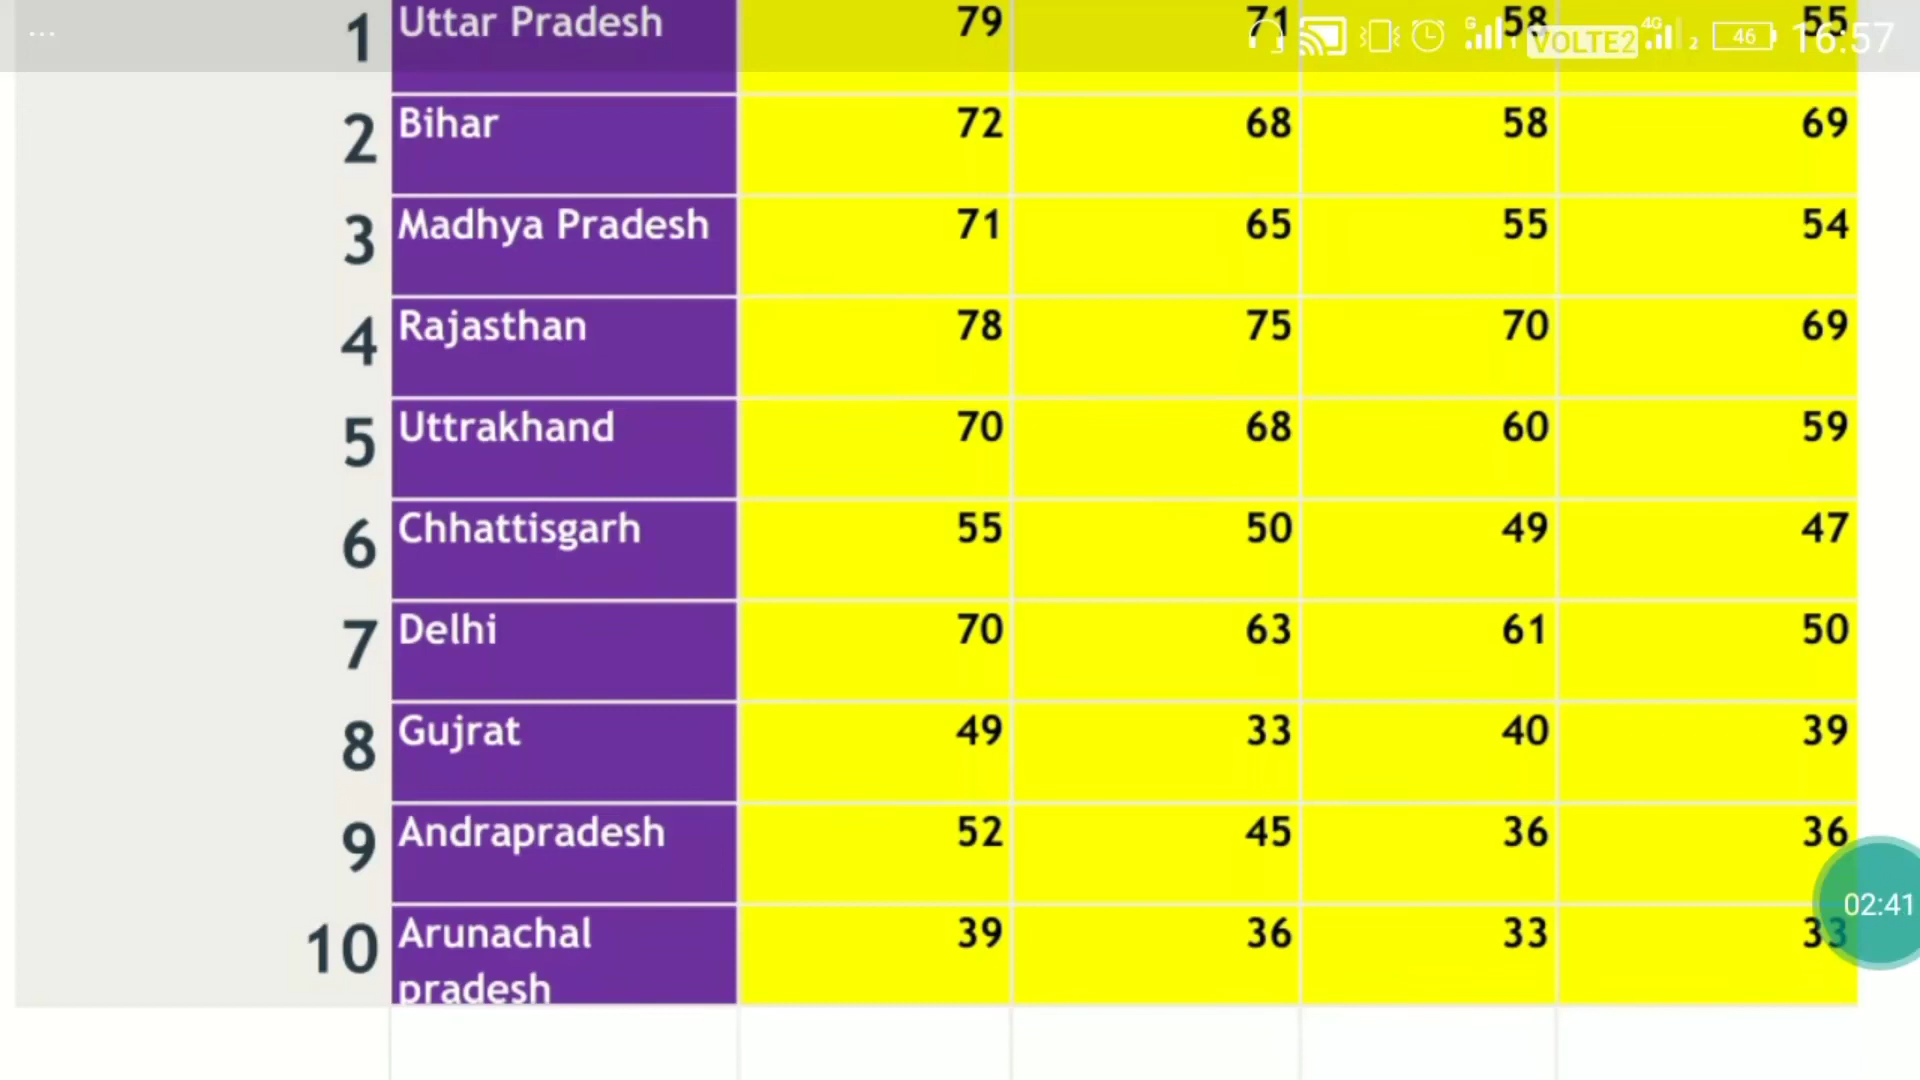 ...
VOLTE2 4G 2 46 16:57
1 Uttar Pradesh 79 71 58 55
2 Bihar 72 68 58 69
3 Madhya Pradesh 71 65 55 54
4 Rajasthan 78 75 70 69
5 Uttrakhand 70 68 60 59
6 Chhattisgarh 55 50 49 47
7 Delhi 70 63 61 50
8 Gujrat 49 33 40 39
9 Andrapradesh 52 45 36 36
02:41
10 Arunachal 39 36 33 33
pradesh